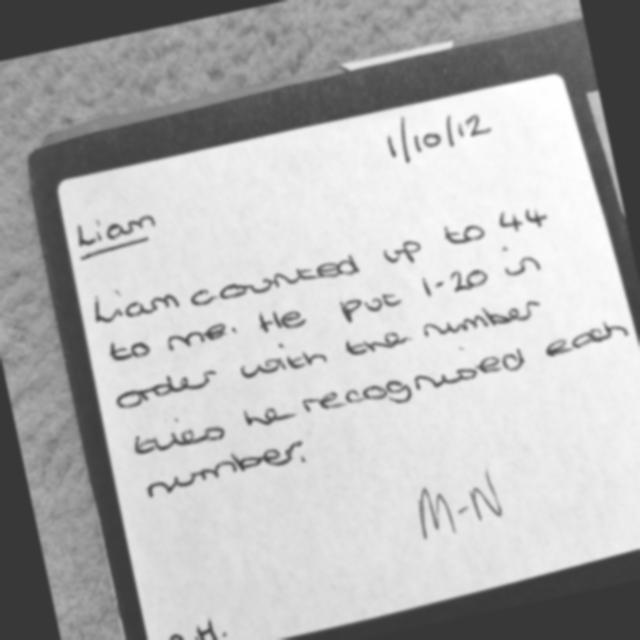 1/10/12
Liam
Liam counted up to 44
to me. He put 1-20 in
order with the number
tiles he recognised each
number.
M-N
A.H.